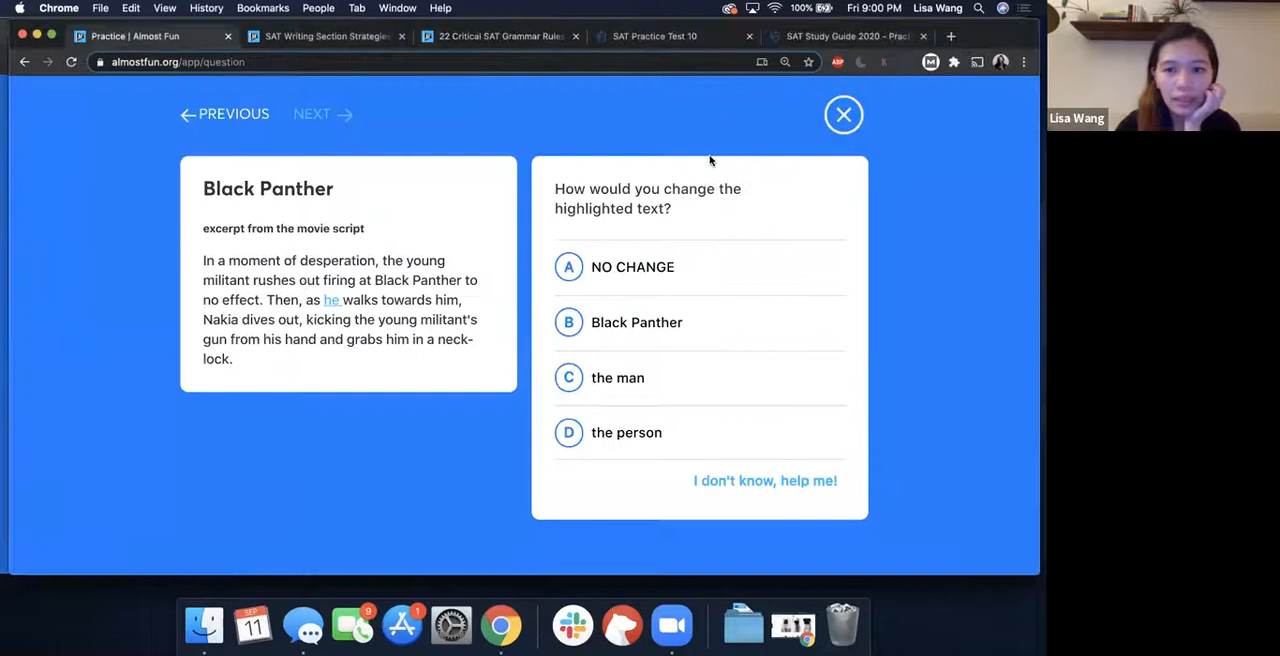 Chrome File Edit View History Bookmarks People Tab Window Help 100% Fri 9:00 PM Lisa Wang
Practice | Almost Fun
SAT Writing Section Strategies
22 Critical SAT Grammar Rules
SAT Practice Test 10
SAT Study Guide 2020 - Pract
almostfun.org/app/question
ABP
M
K
Lisa Wang
PREVIOUS
NEXT
Black Panther
excerpt from the movie script
In a moment of desperation, the young
militant rushes out firing at Black Panther to
no effect. Then, as he walks towards him,
Nakia dives out, kicking the young militant's
gun from his hand and grabs him in a neck-
lock.
How would you change the
highlighted text?
A NO CHANGE
B Black Panther
C the man
D the person
I don't know, help me!
SEP
11
9
1